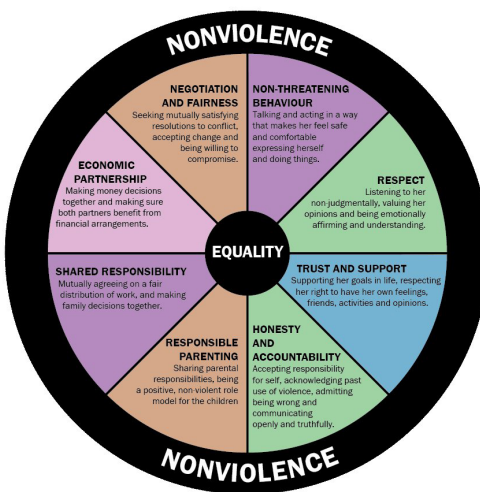 NONVIOLENCE
NEGOTIATION
AND FAIRNESS
Seeking mutually satisfying
resolutions to conflict,
accepting change and
being willing to
compromise.
NON-THREATENING
BEHAVIOUR
Talking and acting in a way
that makes her feel safe
and comfortable
expressing herself
and doing things.
ECONOMIC
PARTNERSHIP
Making money decisions
together and making sure
both partners benefit from
financial arrangements.
RESPECT
Listening to her
non-judgmentally, valuing her
opinions and being emotionally
affirming and understanding.
EQUALITY
SHARED RESPONSIBILITY
Mutually agreeing on a fair
distribution of work, and making
family decisions together.
TRUST AND SUPPORT
Supporting her goals in life, respecting
her right to have her own feelings,
friends, activities and opinions.
RESPONSIBLE
PARENTING
Sharing parental
responsibilities, being
a positive, non violent role
model for the children
HONESTY
AND
ACCOUNTABILITY
Accepting responsibility
for self, acknowledging past
use of violence, admitting
being wrong and
communicating
openly and truthfully.
NONVIOLENCE